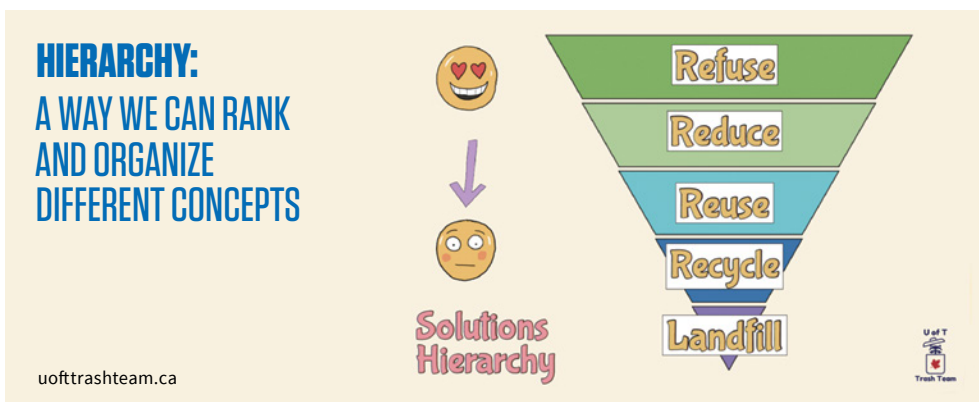 HIERARCHY:
A WAY WE CAN RANK
AND ORGANIZE
DIFFERENT CONCEPTS
uofttrashteam.ca
Solutions
Hierarchy
Refuse
Reduce
Reuse
Recycle
Landfill
U of T
Trash Team